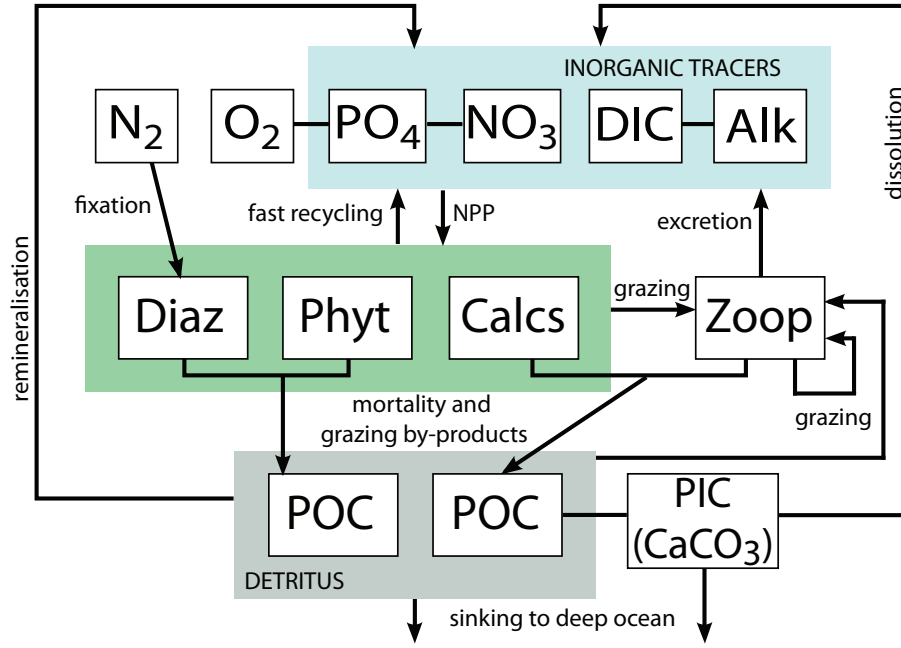 INORGANIC TRACERS
N₂
O₂
PO₄
NO₃
DIC
Alk
dissolution
fixation
fast recycling
NPP
excretion
remineralisation
Diaz
Phyt
Calcs
grazing
Zoop
mortality and
grazing by-products
grazing
POC
POC
PIC
(CaCO₃)
DETRITUS
sinking to deep ocean